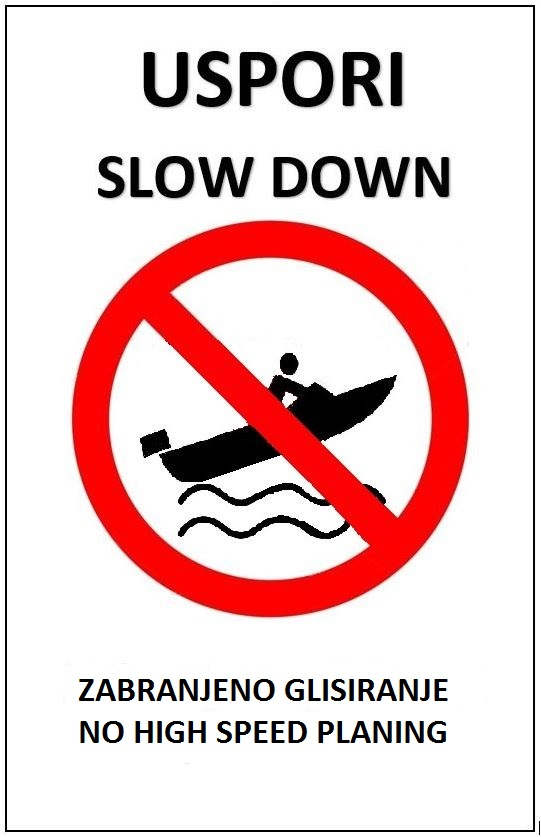 USPORI
SLOW DOWN
ZABRANJENO GLISIRANJE
NO HIGH SPEED PLANING